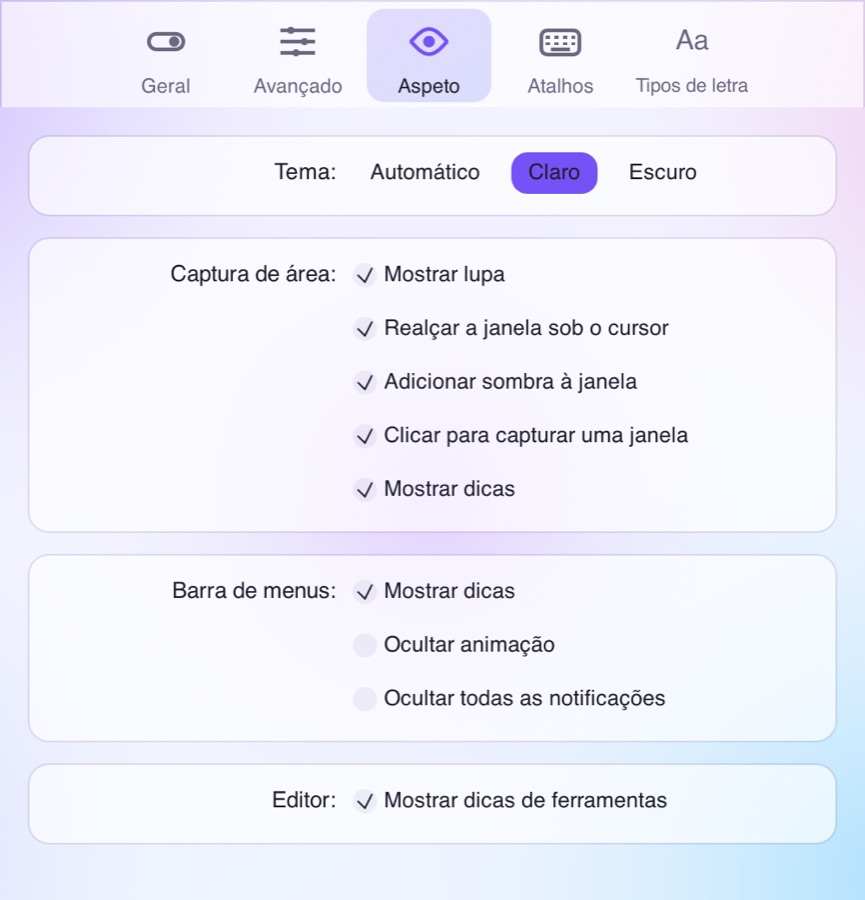 Aa
Geral Avançado Aspeto Atalhos Tipos de letra
Tema: Automático Claro Escuro
Captura de área: Mostrar lupa
Realçar a janela sob o cursor
Adicionar sombra à janela
Clicar para capturar uma janela
Mostrar dicas
Barra de menus: Mostrar dicas
Ocultar animação
Ocultar todas as notificações
Editor: Mostrar dicas de ferramentas